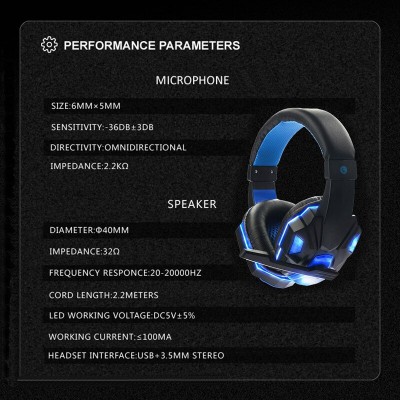 PERFORMANCE PARAMETERS
MICROPHONE
SIZE:6MM×5MM
SENSITIVITY:-36DB±3DB
DIRECTIVITY:OMNIDIRECTIONAL
IMPEDANCE:2.2KΩ
SPEAKER
DIAMETER:Φ40MM
IMPEDANCE:32Ω
FREQUENCY RESPONCE:20-20000HZ
CORD LENGTH:2.2METERS
LED WORKING VOLTAGE:DC5V±5%
WORKING CURRENT:≤100MA
HEADSET INTERFACE:USB+3.5MM STEREO